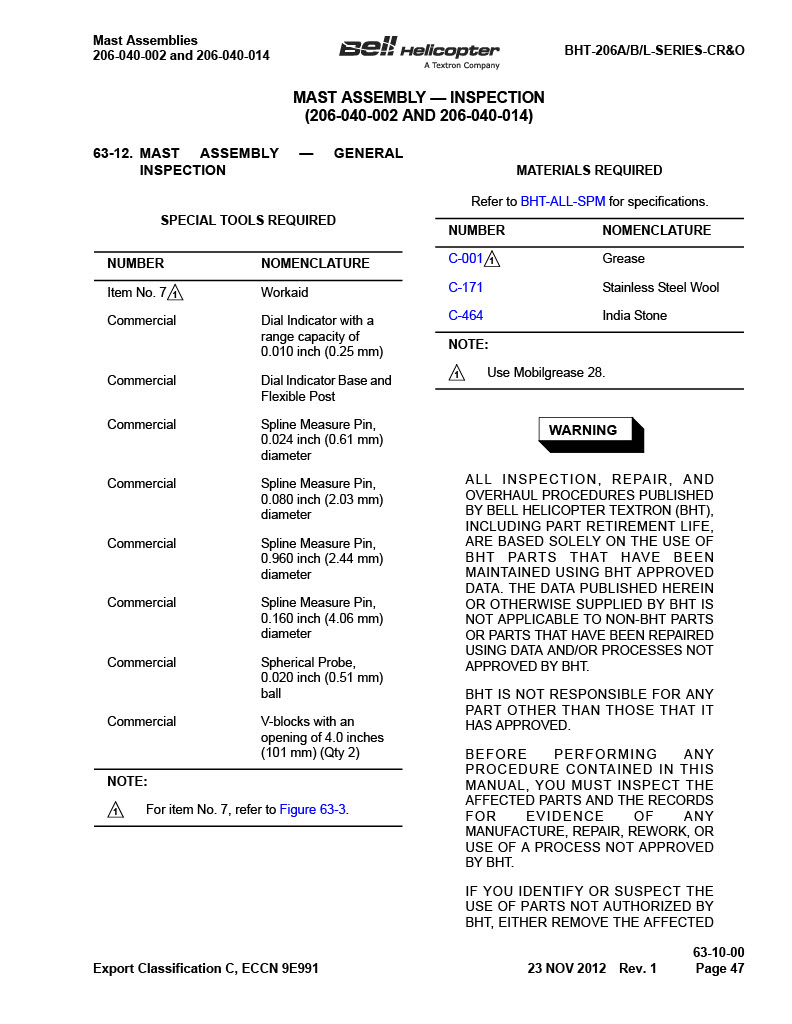 Mast Assemblies
206-040-002 and 206-040-014
Bell Helicopter
A Textron Company
BHT-206A/B/L-SERIES-CR&O
MAST ASSEMBLY — INSPECTION
(206-040-002 AND 206-040-014)
63-12. MAST ASSEMBLY — GENERAL
INSPECTION
SPECIAL TOOLS REQUIRED
NUMBER NOMENCLATURE
Item No. 7 1 Workaid
Commercial Dial Indicator with a
range capacity of
0.010 inch (0.25 mm)
Commercial Dial Indicator Base and
Flexible Post
Commercial Spline Measure Pin,
0.024 inch (0.61 mm)
diameter
Commercial Spline Measure Pin,
0.080 inch (2.03 mm)
diameter
Commercial Spline Measure Pin,
0.960 inch (2.44 mm)
diameter
Commercial Spline Measure Pin,
0.160 inch (4.06 mm)
diameter
Commercial Spherical Probe,
0.020 inch (0.51 mm)
ball
Commercial V-blocks with an
opening of 4.0 inches
(101 mm) (Qty 2)
NOTE:
1 For item No. 7, refer to Figure 63-3.
MATERIALS REQUIRED
Refer to BHT-ALL-SPM for specifications.
NUMBER NOMENCLATURE
C-001 1 Grease
C-171 Stainless Steel Wool
C-464 India Stone
NOTE:
1 Use Mobilgrease 28.
WARNING
ALL INSPECTION, REPAIR, AND
OVERHAUL PROCEDURES PUBLISHED
BY BELL HELICOPTER TEXTRON (BHT),
INCLUDING PART RETIREMENT LIFE,
ARE BASED SOLELY ON THE USE OF
BHT PARTS THAT HAVE BEEN
MAINTAINED USING BHT APPROVED
DATA. THE DATA PUBLISHED HEREIN
OR OTHERWISE SUPPLIED BY BHT IS
NOT APPLICABLE TO NON-BHT PARTS
OR PARTS THAT HAVE BEEN REPAIRED
USING DATA AND/OR PROCESSES NOT
APPROVED BY BHT.
BHT IS NOT RESPONSIBLE FOR ANY
PART OTHER THAN THOSE THAT IT
HAS APPROVED.
BEFORE PERFORMING ANY
PROCEDURE CONTAINED IN THIS
MANUAL, YOU MUST INSPECT THE
AFFECTED PARTS AND THE RECORDS
FOR EVIDENCE OF ANY
MANUFACTURE, REPAIR, REWORK, OR
USE OF A PROCESS NOT APPROVED
BY BHT.
IF YOU IDENTIFY OR SUSPECT THE
USE OF PARTS NOT AUTHORIZED BY
BHT, EITHER REMOVE THE AFFECTED
63-10-00
Export Classification C, ECCN 9E991 23 NOV 2012 Rev. 1 Page 47